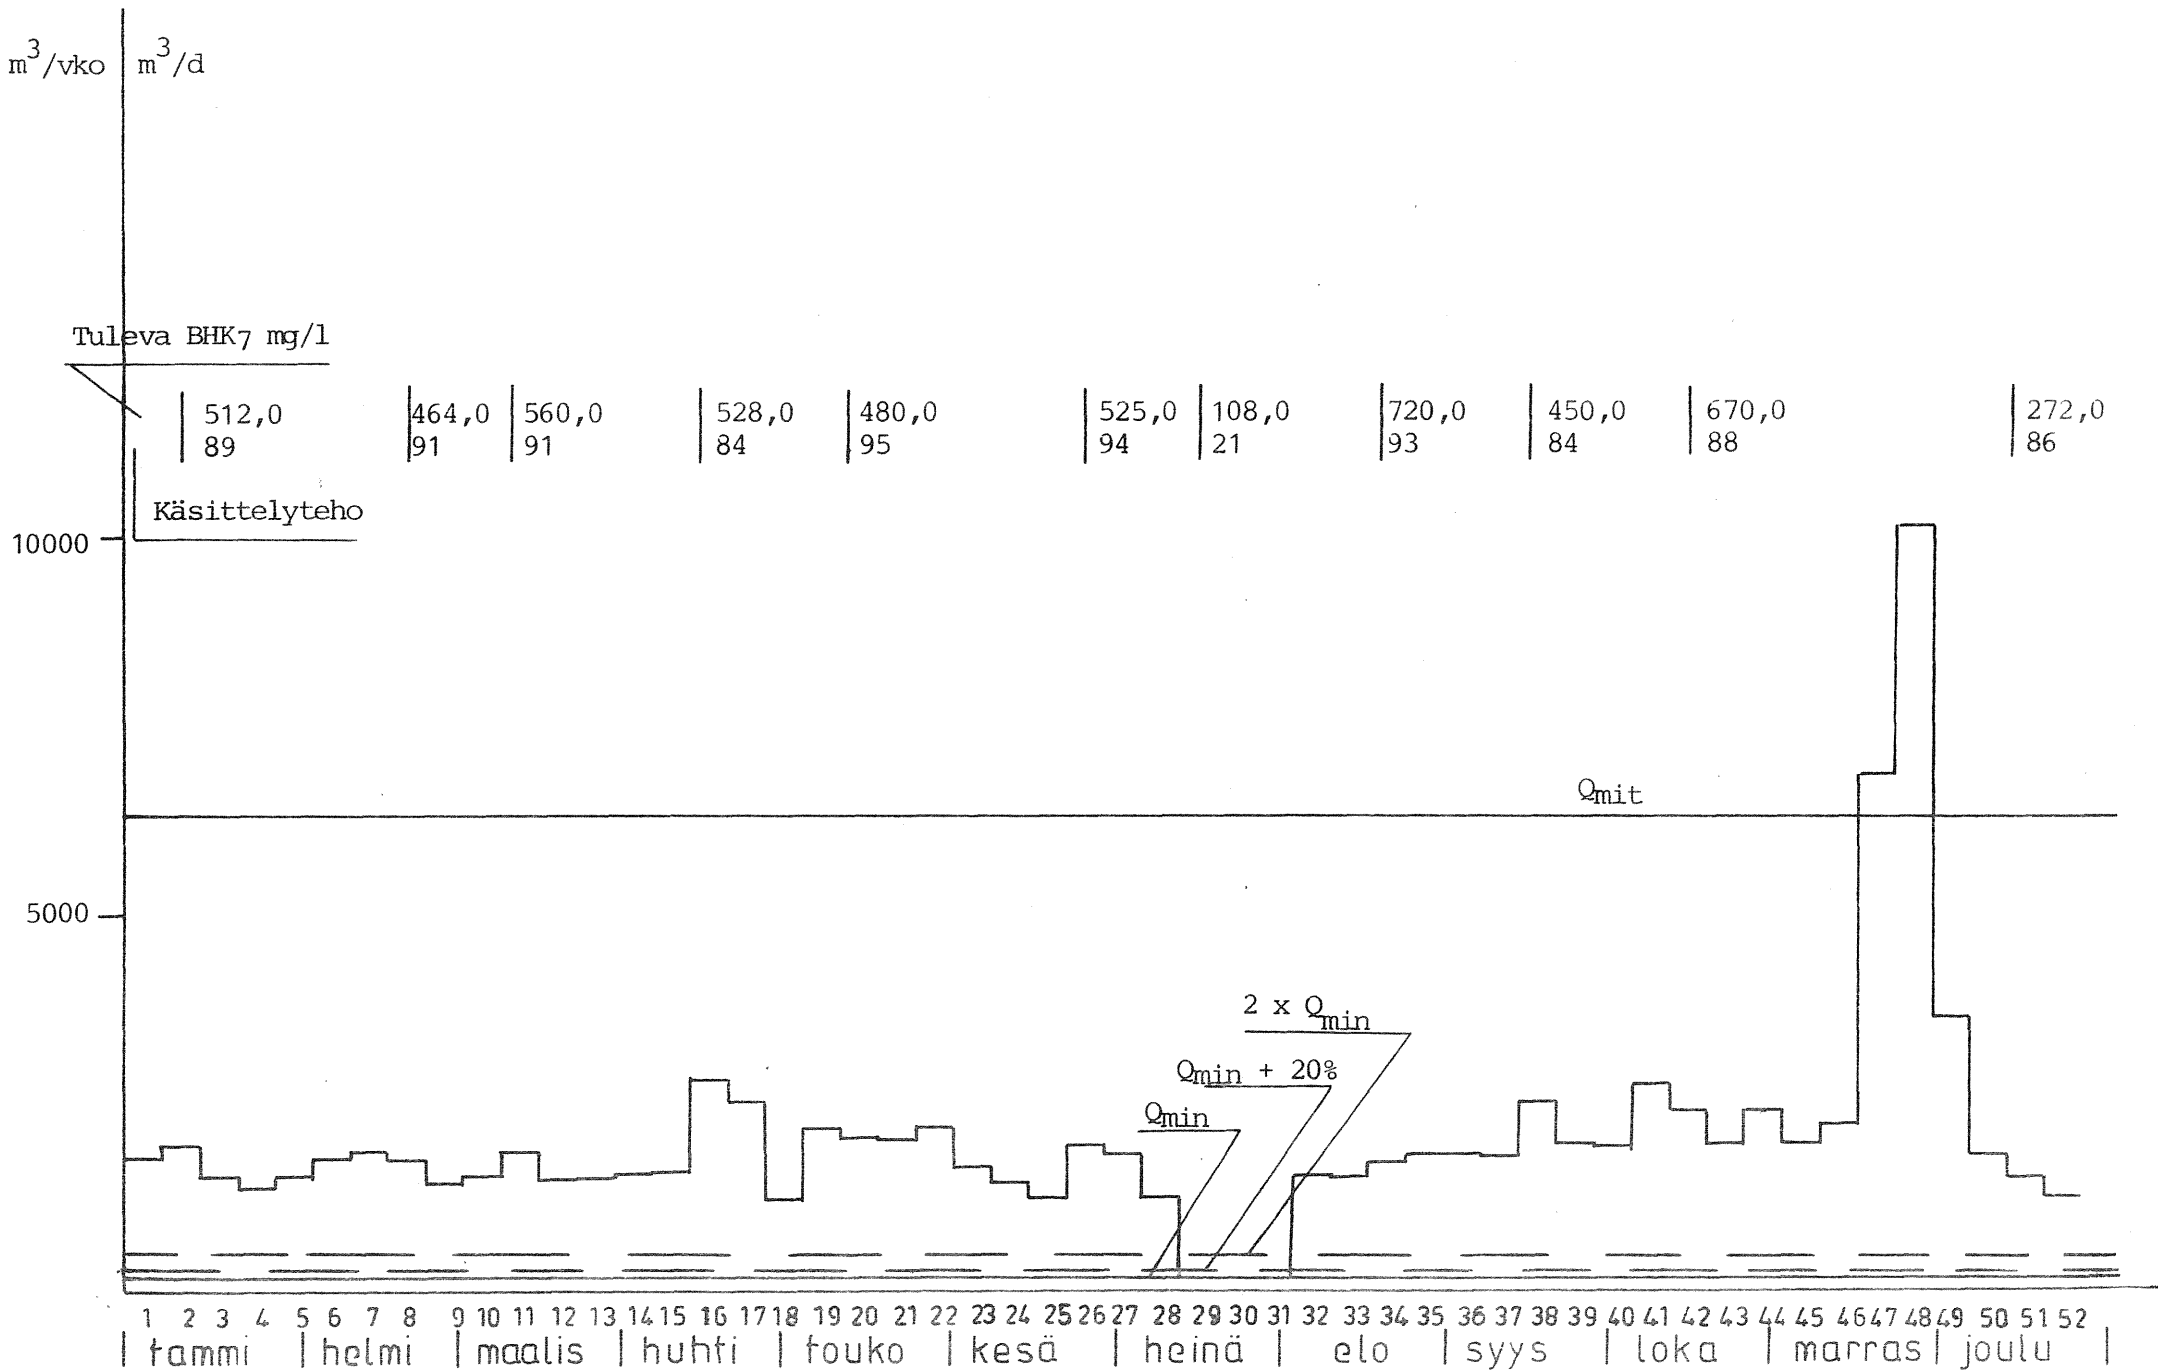 m³/vko m³/d
Tuleva BHK7 mg/l
512,0 464,0 560,0 528,0 480,0 525,0 108,0 720,0 450,0 670,0 272,0
89 91 91 84 95 94 21 93 84 88 86
Käsittelyteho
10000
Qmit
5000
2 x Qmin
Qmin + 20%
Qmin
1 2 3 4 5 6 7 8 9 10 11 12 13 14 15 16 17 18 19 20 21 22 23 24 25 26 27 28 29 30 31 32 33 34 35 36 37 38 39 40 41 42 43 44 45 46 47 48 49 50 51 52
tammi helmi maalis huhti touko kesä heinä elo syys loka marras joulu